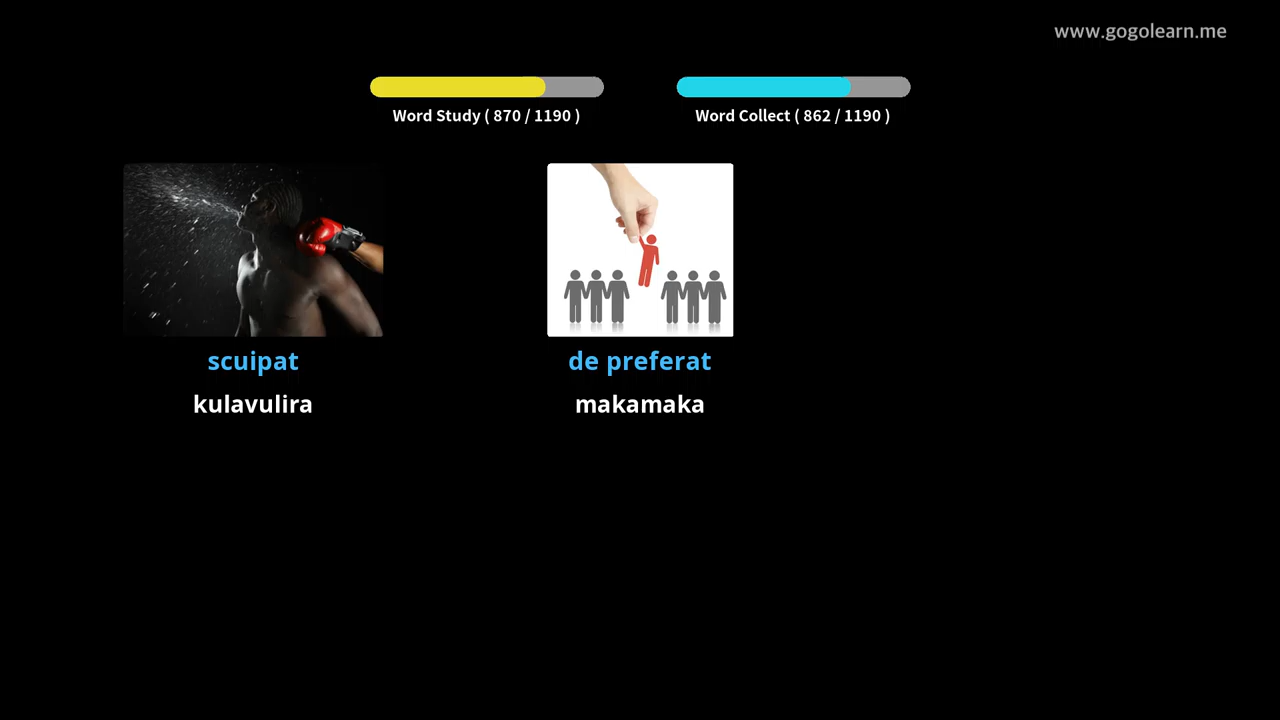 www.gogolearn.me
Word Study ( 870 / 1190 )
Word Collect ( 862 / 1190 )
scuipat
kulavulira
de preferat
makamaka